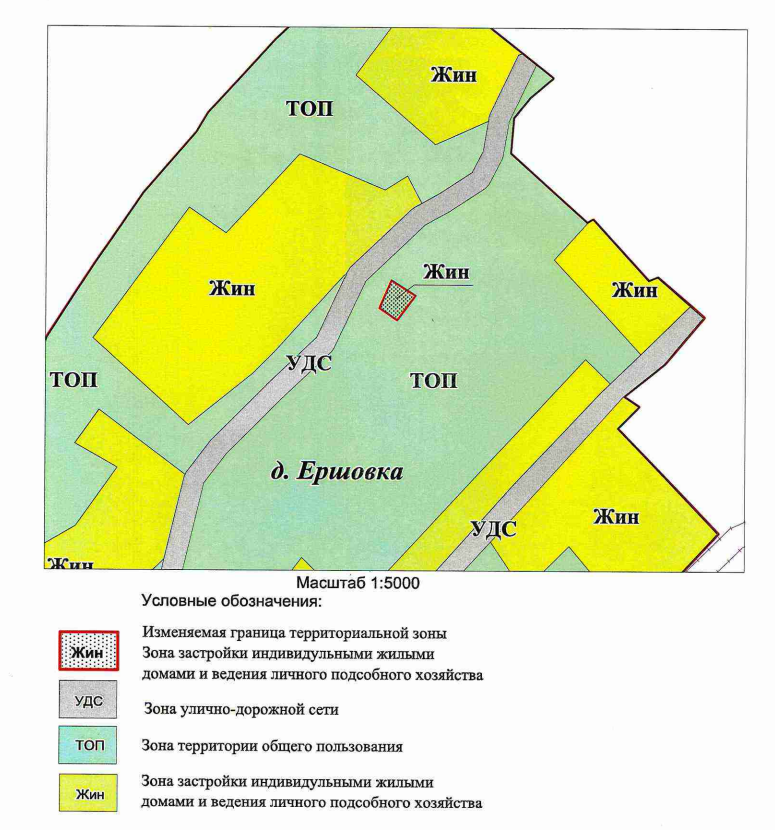 Жин
ТОП
Жин
Жин
Жин
УДС
ТОП
ТОП
д. Ершовка
Жин
УДС
Жин
Масштаб 1:5000
Условные обозначения:
Изменяемая граница территориальной зоны
Жин
Зона застройки индивидульными жилыми
домами и ведения личного подсобного хозяйства
УДС
Зона улично-дорожной сети
ТОП
Зона территории общего пользования
Жин
Зона застройки индивидульными жилыми
домами и ведения личного подсобного хозяйства